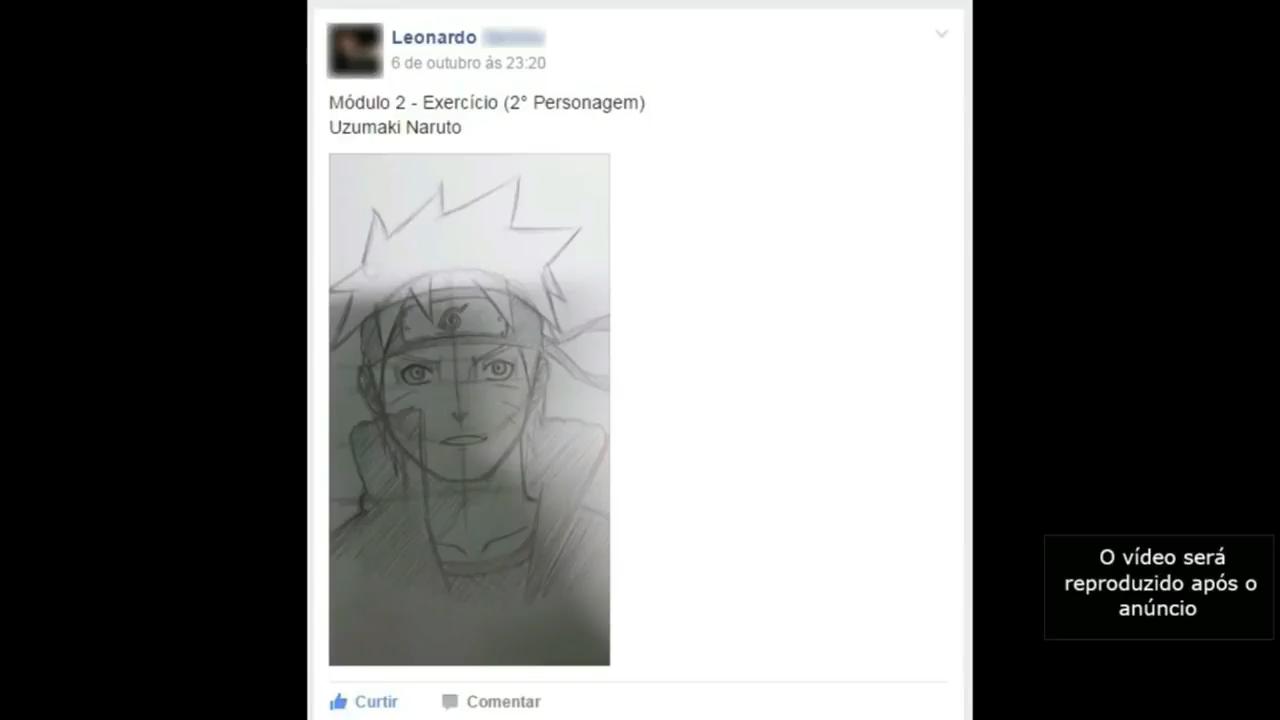 Leonardo
6 de outubro ás 23:20
Módulo 2 - Exercício (2° Personagem)
Uzumaki Naruto
Curtir
Comentar
O vídeo será
reproduzido após o
anúncio